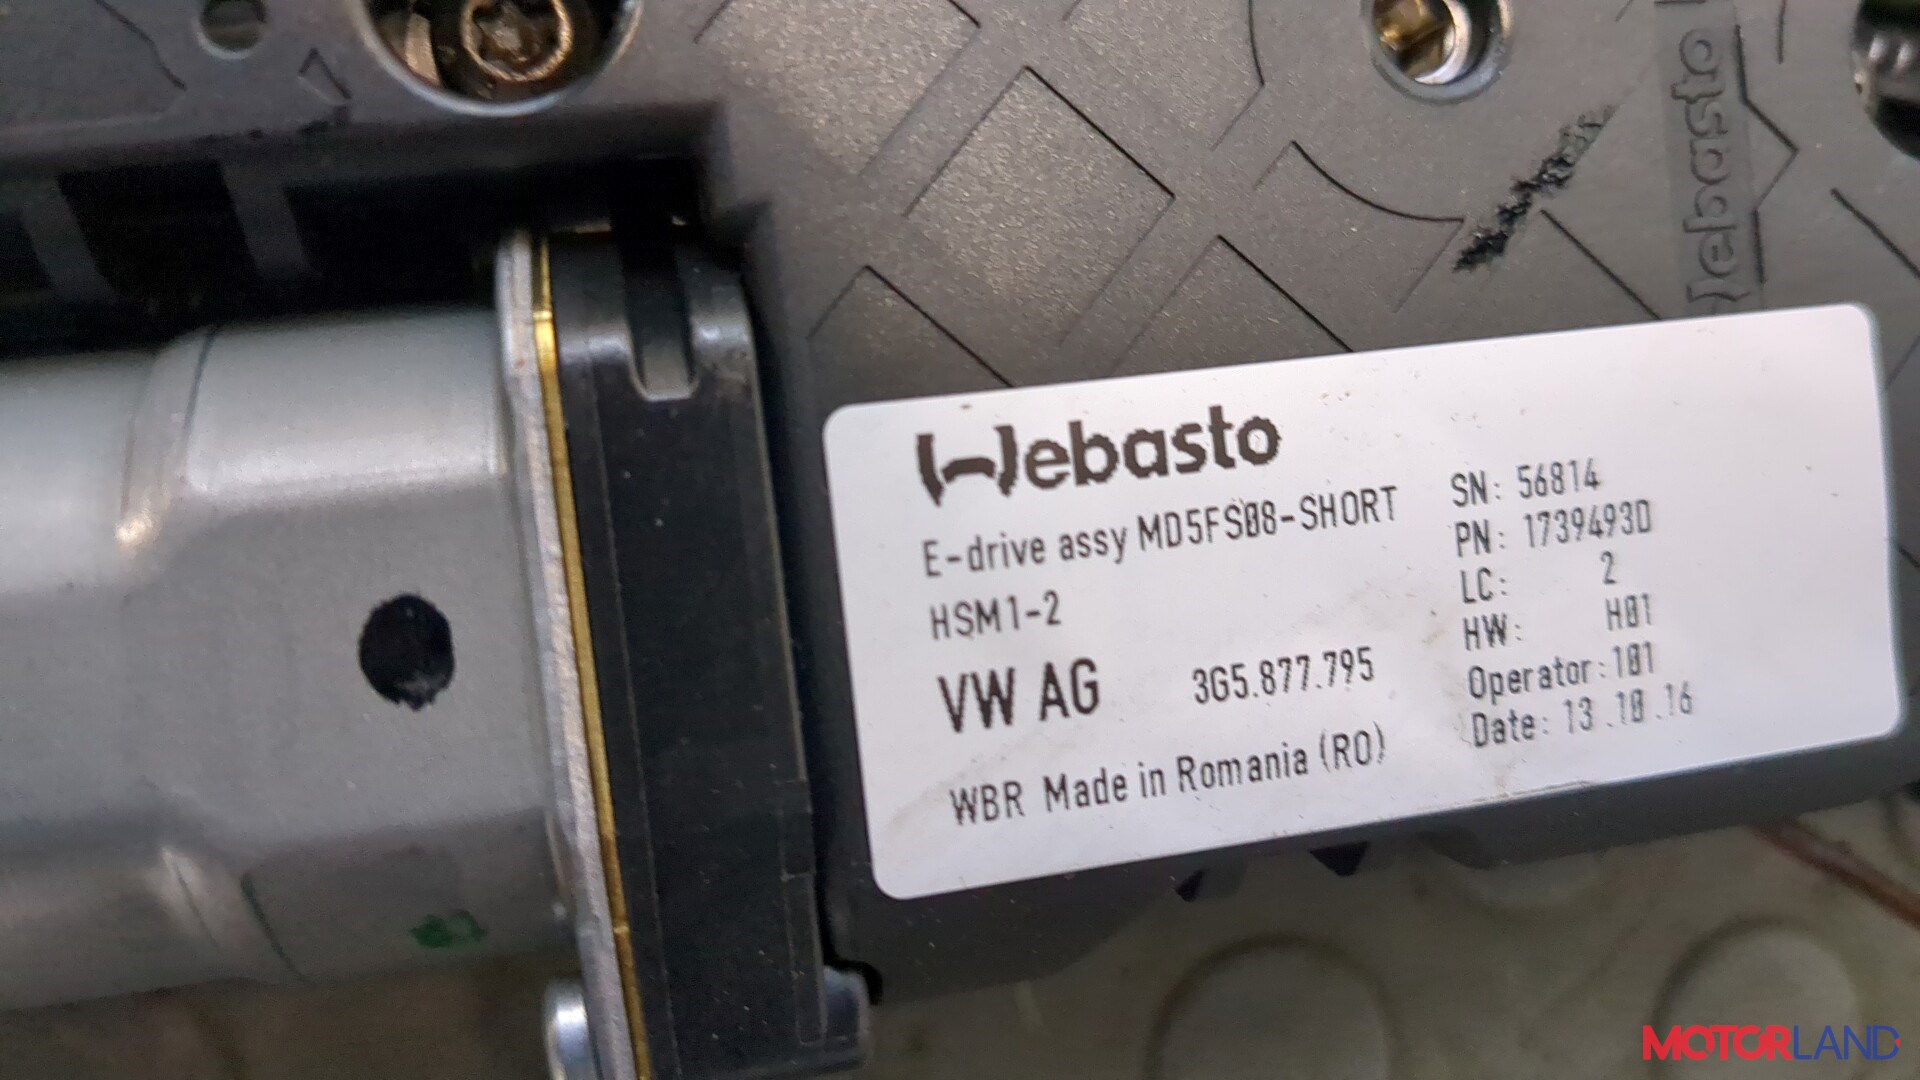 Webasto
Webasto
E-drive assy MD5FS08-SHORT
HSM1-2
VW AG 3G5.877.795
WBR Made in Romania (RO)
SN: 56814
PN: 1739493D
LC: 2
HW: H01
Operator: 101
Date: 13.10.16
MOTORLAND